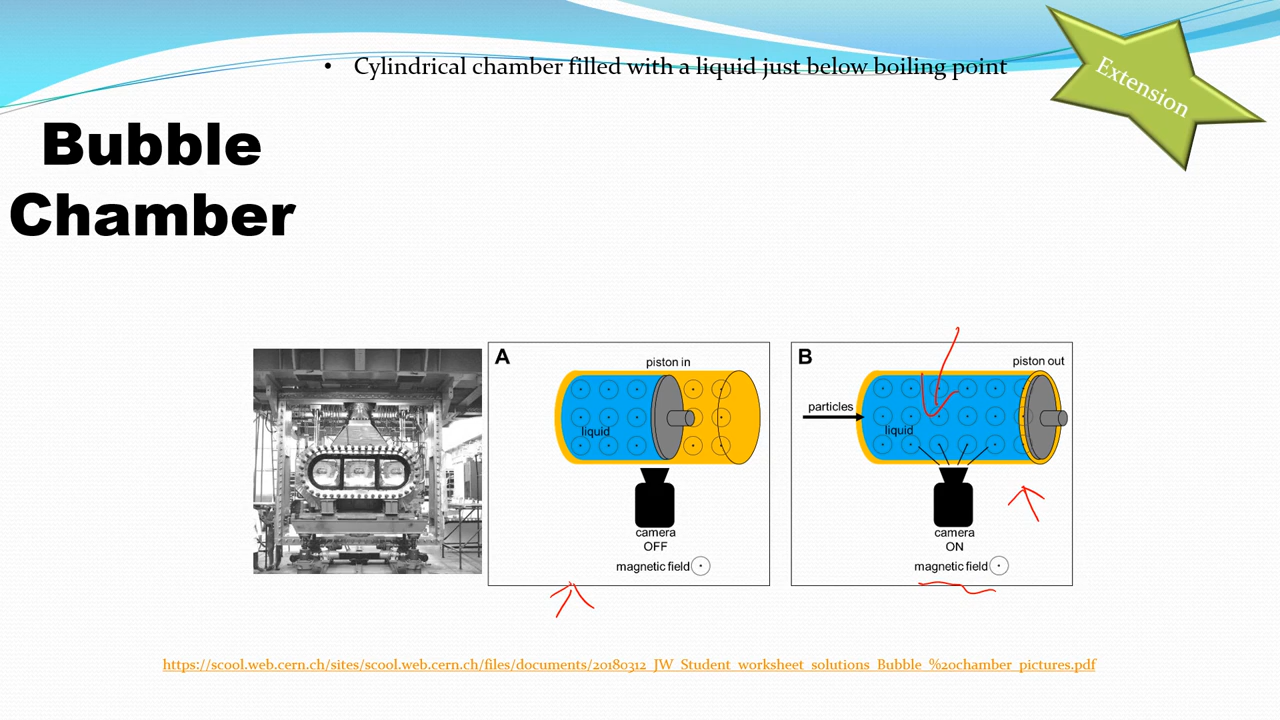 • Cylindrical chamber filled with a liquid just below boiling point
Extension
Bubble
Chamber
A
piston in
liquid
camera
OFF
magnetic field
B
piston out
particles
liquid
camera
ON
magnetic field
https://scool.web.cern.ch/sites/scool.web.cern.ch/files/documents/20180312_JW_Student_worksheet_solutions_Bubble_%20chamber_pictures.pdf